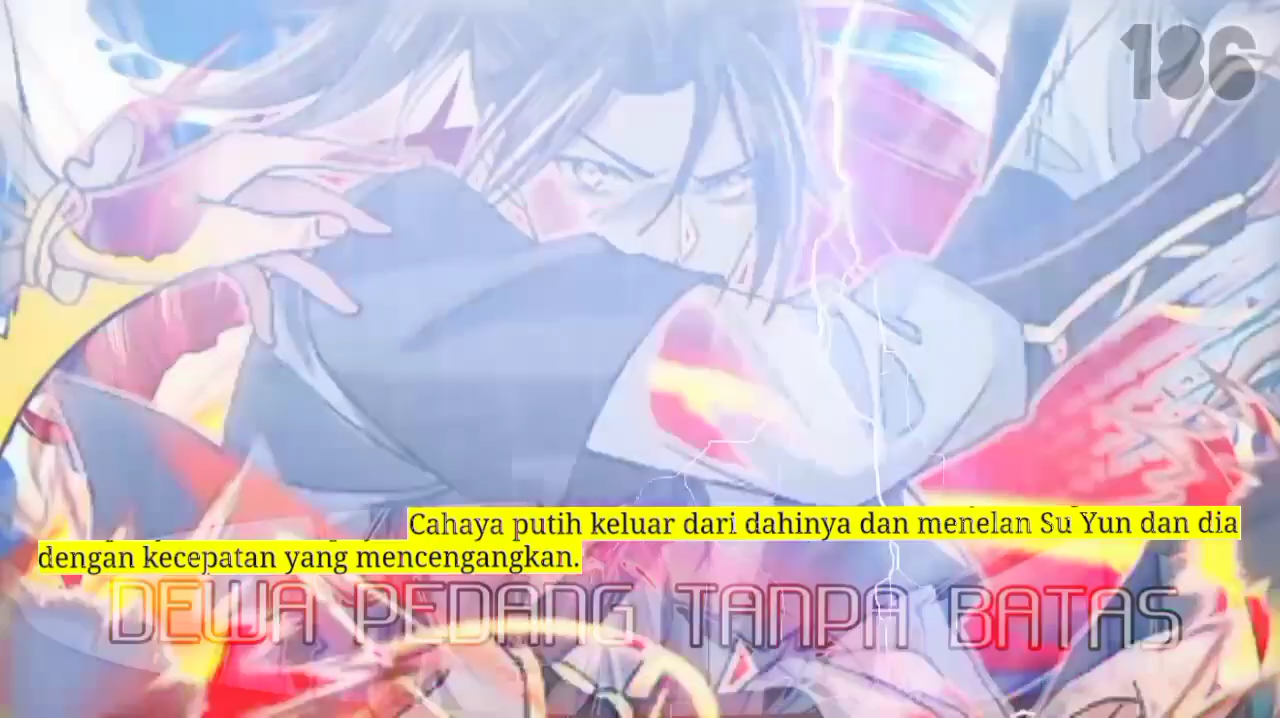 186
Cahaya putih keluar dari dahinya dan menelan Su Yun dan dia
dengan kecepatan yang mencengangkan.
DEWA PEDANG TANPA BATAS